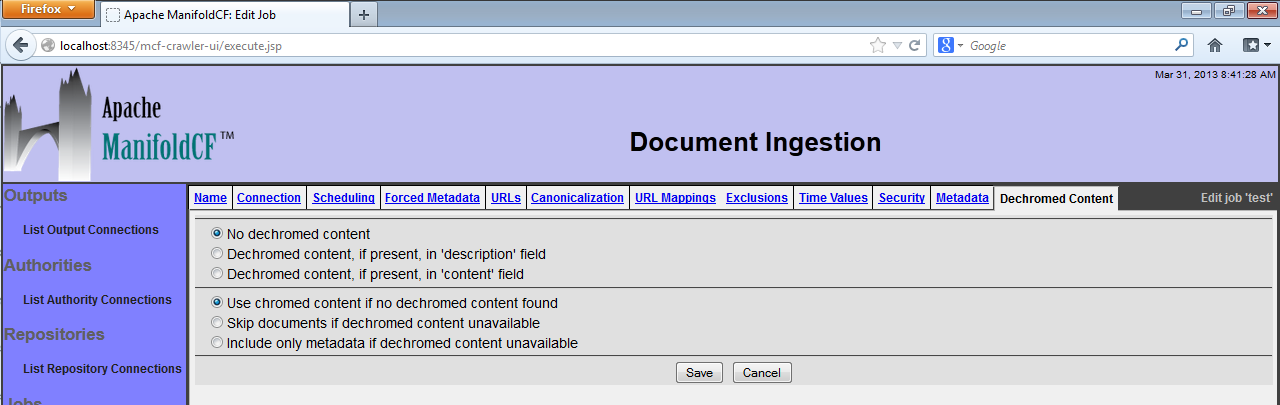 Firefox
Apache ManifoldCF: Edit Job
localhost:8345/mcf-crawler-ui/execute.jsp
Google
Mar 31, 2013 8:41:28 AM
Apache
ManifoldCF™
Document Ingestion
Outputs
List Output Connections
Authorities
List Authority Connections
Repositories
List Repository Connections
Jobs
Name Connection Scheduling Forced Metadata URLs Canonicalization URL Mappings Exclusions Time Values Security Metadata Dechromed Content Edit job 'test'
No dechromed content
Dechromed content, if present, in 'description' field
Dechromed content, if present, in 'content' field
Use chromed content if no dechromed content found
Skip documents if dechromed content unavailable
Include only metadata if dechromed content unavailable
Save Cancel